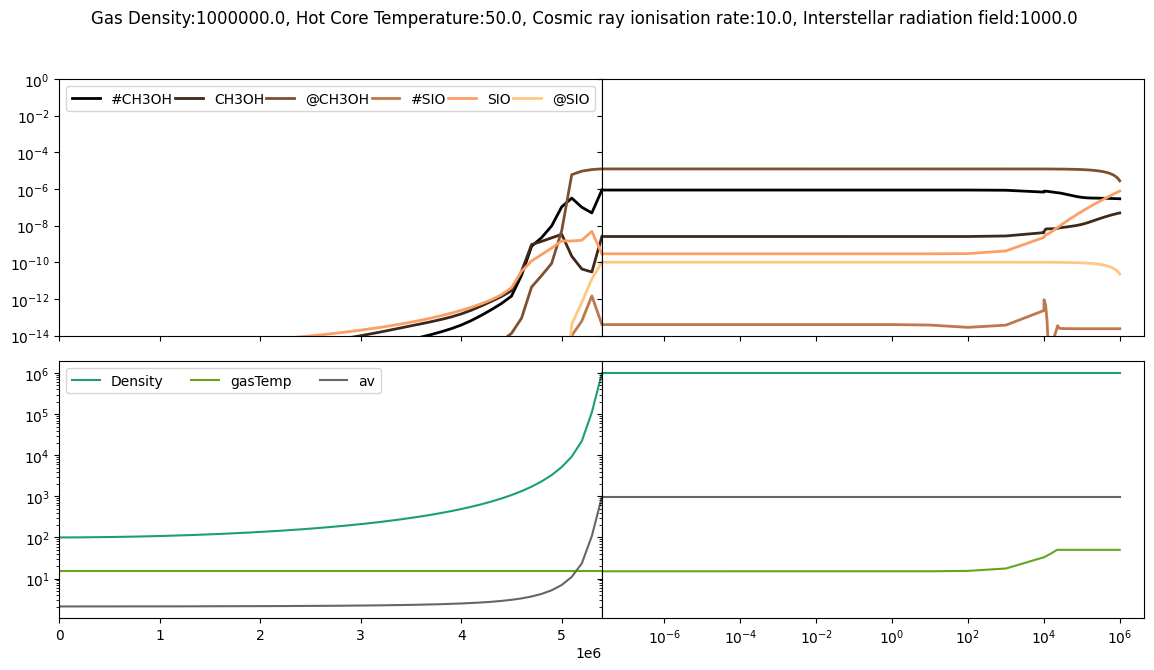 Gas Density:1000000.0, Hot Core Temperature:50.0, Cosmic ray ionisation rate:10.0, Interstellar radiation field:1000.0
10^0
10^-2
10^-4
10^-6
10^-8
10^-10
10^-12
10^-14
#CH3OH CH3OH @CH3OH #SIO SIO @SIO
10^6
10^5
10^4
10^3
10^2
10^1
Density gasTemp av
0 1 2 3 4 5
1e6
10^-6 10^-4 10^-2 10^0 10^2 10^4 10^6